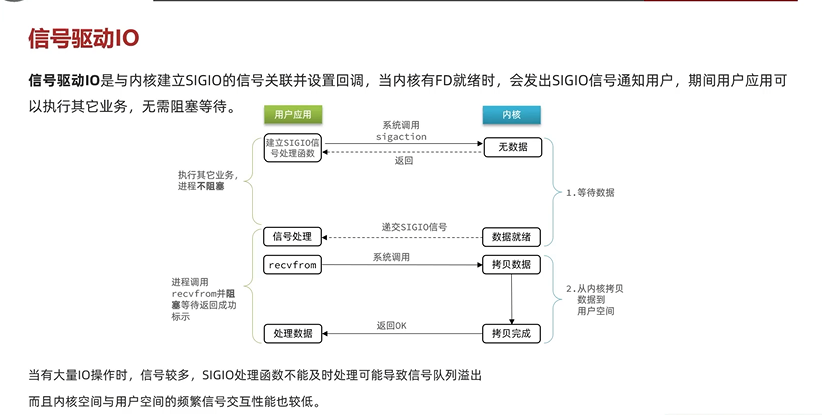 信号驱动IO
信号驱动IO是与内核建立SIGIO的信号关联并设置回调，当内核有FD就绪时，会发出SIGIO信号通知用户，期间用户应用可
以执行其它业务，无需阻塞等待。
用户应用
内核
建立SIGIO信
号处理函数
系统调用
sigaction
返回
无数据
执行其它业务，
进程不阻塞
1.等待数据
信号处理
递交SIGIO信号
数据就绪
recvfrom
系统调用
拷贝数据
进程调用
recvfrom并阻
塞等待返回成功
标示
2.从内核拷贝
数据到
用户空间
处理数据
返回OK
拷贝完成
当有大量IO操作时，信号较多，SIGIO处理函数不能及时处理可能导致信号队列溢出
而且内核空间与用户空间的频繁信号交互性能也较低。